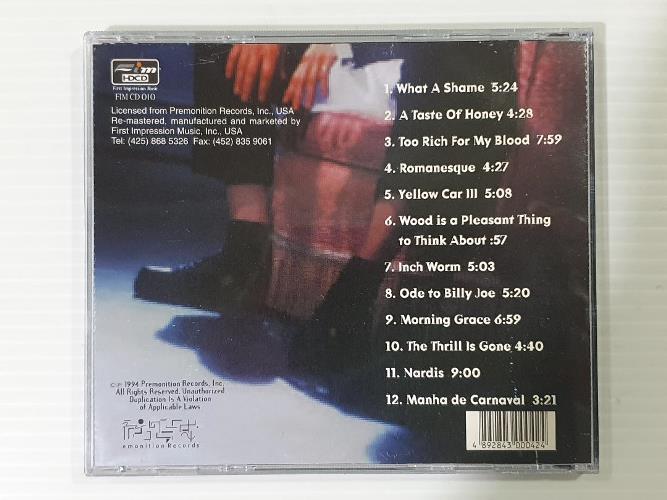 Fim
HDCD
First Impression Music
FIM CD 010
Licensed from Premonition Records, Inc., USA
Re-mastered, manufactured and marketed by
First Impression Music, Inc., USA
Tel: (425) 868 5326 Fax: (452) 835 9061
1. What A Shame 5:24
2. A Taste Of Honey 4:28
3. Too Rich For My Blood 7:59
4. Romanesque 4:27
5. Yellow Car III 5:08
6. Wood is a Pleasant Thing
to Think About :57
7. Inch Worm 5:03
8. Ode to Billy Joe 5:20
9. Morning Grace 6:59
10. The Thrill Is Gone 4:40
11. Nardis 9:00
12. Manha de Carnaval 3:21
©℗ 1994 Premonition Records, Inc.
All Rights Reserved. Unauthorized
Duplication Is A Violation
of Applicable Laws
emonition Records
4 892843 000424